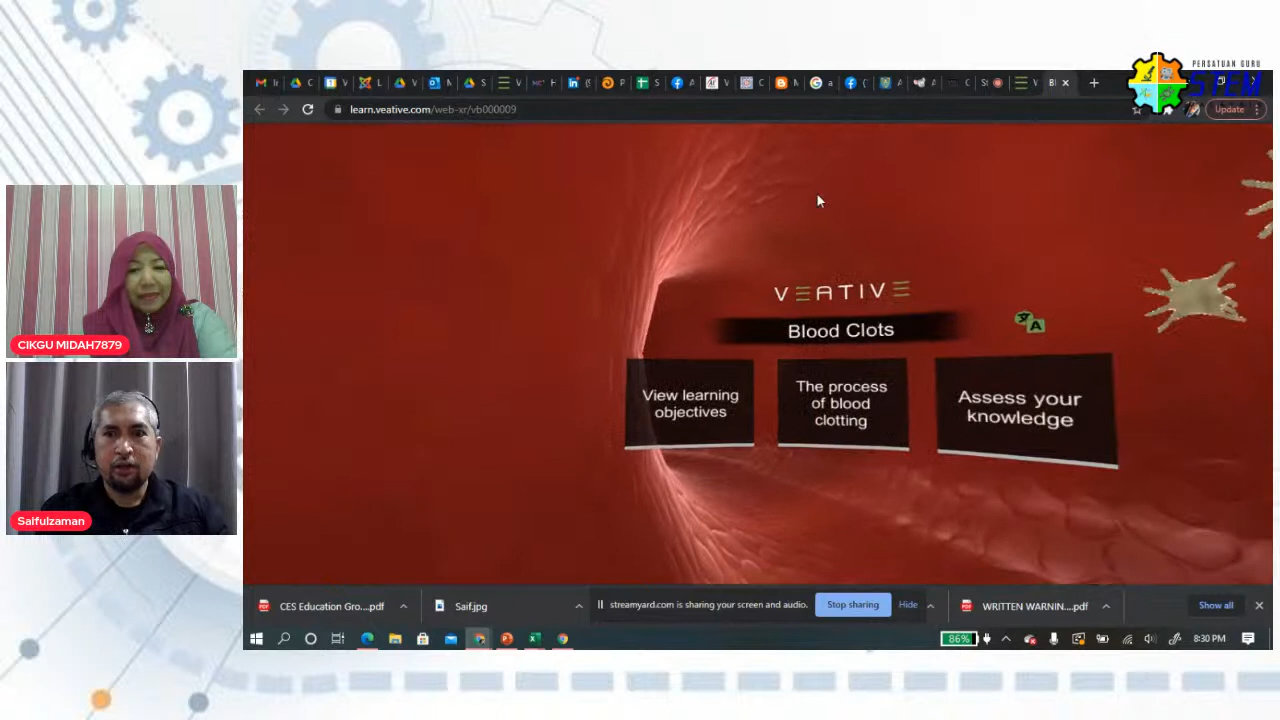 PERSATUAN GURU
STEM
learn.veative.com/web-xr/vb000009
Update
VEATIVE
Blood Clots
View learning
objectives
The process
of blood
clotting
Assess your
knowledge
CIKGU MIDAH7879
Saifulzaman
CES Education Gro....pdf
Saif.jpg
streamyard.com is sharing your screen and audio.
Stop sharing
Hide
WRITTEN WARNIN....pdf
Show all
86%
8:30 PM